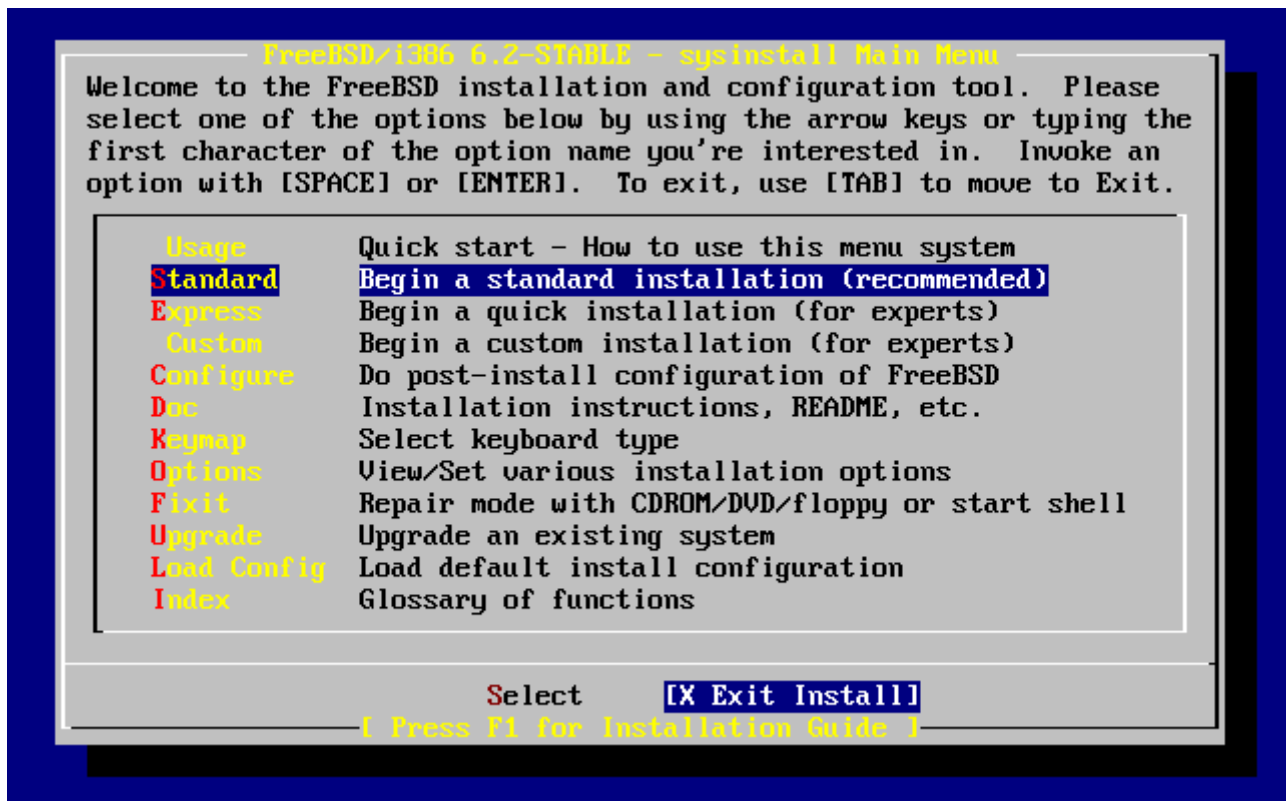 FreeBSD/i386 6.2-STABLE - sysinstall Main Menu
Welcome to the FreeBSD installation and configuration tool.  Please
select one of the options below by using the arrow keys or typing the
first character of the option name you're interested in.  Invoke an
option with [SPACE] or [ENTER].  To exit, use [TAB] to move to Exit.
Usage Quick start - How to use this menu system
Standard Begin a standard installation (recommended)
Express Begin a quick installation (for experts)
Custom Begin a custom installation (for experts)
Configure Do post-install configuration of FreeBSD
Doc Installation instructions, README, etc.
Keymap Select keyboard type
Options View/Set various installation options
Fixit Repair mode with CDROM/DVD/floppy or start shell
Upgrade Upgrade an existing system
Load Config Load default install configuration
Index Glossary of functions
Select [X Exit Install]
[ Press F1 for Installation Guide ]